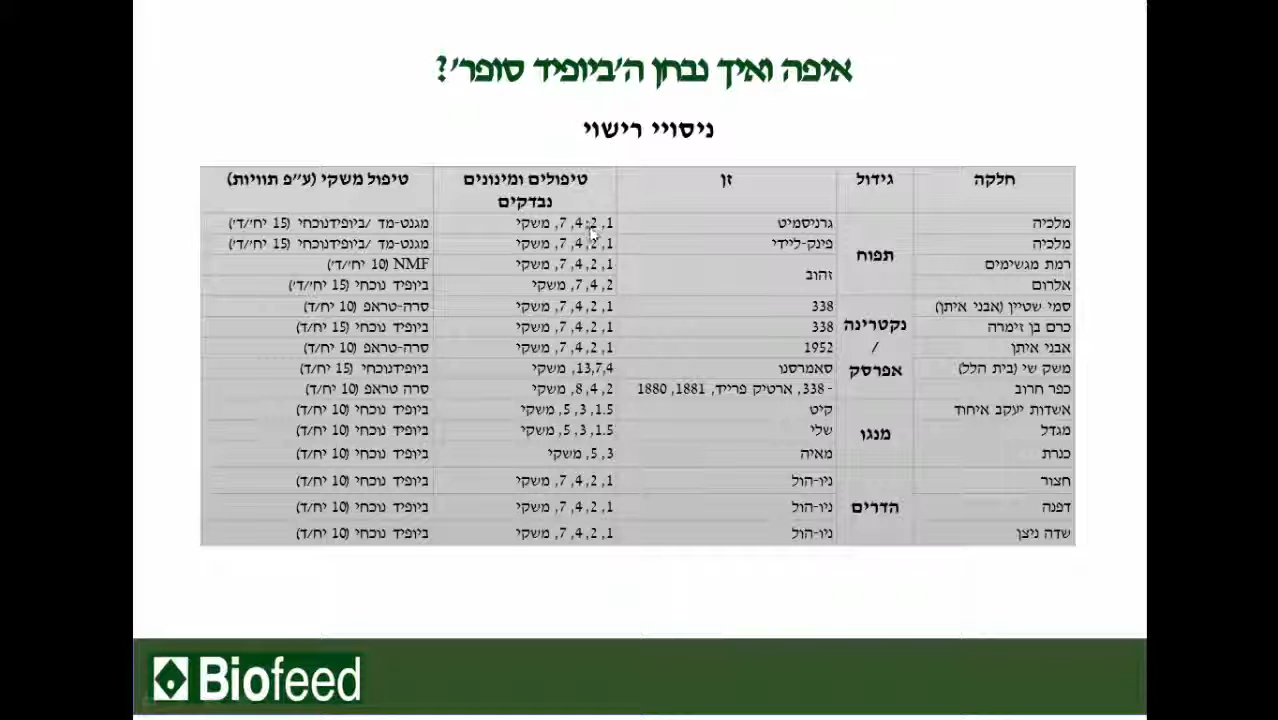 איפה ואיך נבחן ה'ביופיד סופר'?
ניסויי רישוי
חלקה גידול זן טיפולים ומינונים נבדקים טיפול משקי (ע"פ תוויות)
מלכיה תפוח גרניסמיט 1, 2, 4, 7, משקי מגנט-מד /ביופידנוכחי (15 יח'/ד')
מלכיה פינק-ליידי 1, 2, 4, 7, משקי מגנט-מד /ביופידנוכחי (15 יח'/ד')
רמת מגשימים זהוב 1, 2, 4, 7, משקי NMF (10 יח'/ד')
אלרום 2, 4, 7, משקי ביופיד נוכחי (15 יח'/ד')
סמי שטיין (אבני איתן) נקטרינה / אפרסק 338 1, 2, 4, 7, משקי סרה-טראפ (10 יח'/ד)
כרם בן זימרה 338 1, 2, 4, 7, משקי ביופיד נוכחי (15 יח'/ד)
אבני איתן 1952 1, 2, 4, 7, משקי סרה-טראפ (10 יח'/ד)
משק שי (בית הלל) סאמרסנו 13,7,4, משקי ביופידנוכחי (15 יח'/ד)
כפר חרוב - 338, ארטיק פרייד, 1881, 1880 2, 4, 8, משקי סרה טראפ (10 יח'/ד)
אשדות יעקב איחוד מנגו קיט 1.5, 3, 5, משקי ביופיד נוכחי (10 יח'/ד)
מגדל שלי 1.5, 3, 5, משקי ביופיד נוכחי (10 יח'/ד)
כנרת מאיה 3, 5, משקי ביופיד נוכחי (10 יח'/ד)
חצור הדרים ניו-הול 1, 2, 4, 7, משקי ביופיד נוכחי (10 יח'/ד)
דפנה ניו-הול 1, 2, 4, 7, משקי ביופיד נוכחי (10 יח'/ד)
שדה ניצן ניו-הול 1, 2, 4, 7, משקי ביופיד נוכחי (10 יח'/ד)
Biofeed